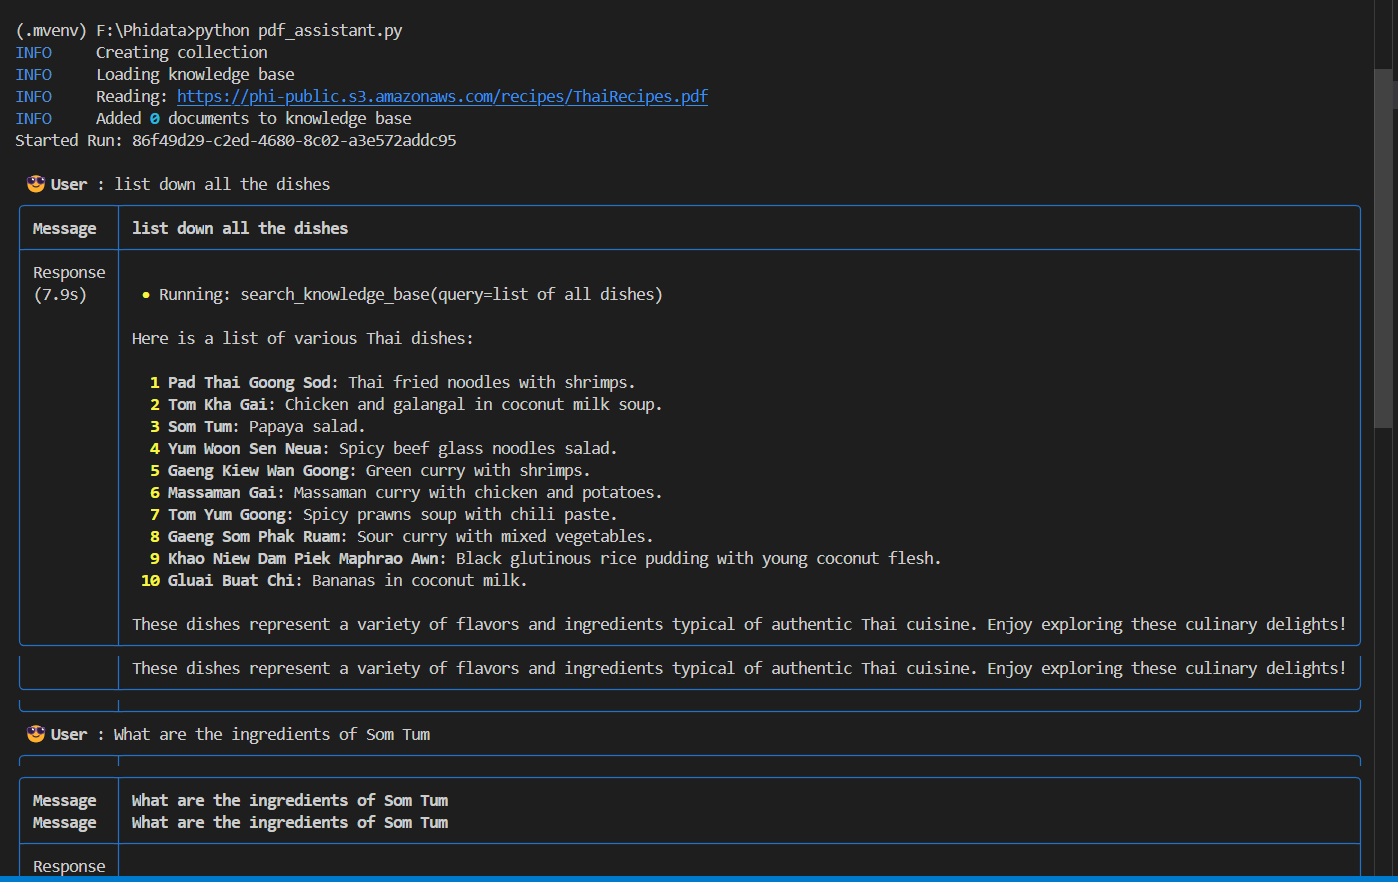 (.mvenv) F:\Phidata>python pdf_assistant.py
INFO     Creating collection
INFO     Loading knowledge base
INFO     Reading: https://phi-public.s3.amazonaws.com/recipes/ThaiRecipes.pdf
INFO     Added 0 documents to knowledge base
Started Run: 86f49d29-c2ed-4680-8c02-a3e572addc95
😎 User : list down all the dishes
Message list down all the dishes
Response
(7.9s) • Running: search_knowledge_base(query=list of all dishes)
Here is a list of various Thai dishes:
1 Pad Thai Goong Sod: Thai fried noodles with shrimps.
2 Tom Kha Gai: Chicken and galangal in coconut milk soup.
3 Som Tum: Papaya salad.
4 Yum Woon Sen Neua: Spicy beef glass noodles salad.
5 Gaeng Kiew Wan Goong: Green curry with shrimps.
6 Massaman Gai: Massaman curry with chicken and potatoes.
7 Tom Yum Goong: Spicy prawns soup with chili paste.
8 Gaeng Som Phak Ruam: Sour curry with mixed vegetables.
9 Khao Niew Dam Piek Maphrao Awn: Black glutinous rice pudding with young coconut flesh.
10 Gluai Buat Chi: Bananas in coconut milk.
These dishes represent a variety of flavors and ingredients typical of authentic Thai cuisine. Enjoy exploring these culinary delights!
These dishes represent a variety of flavors and ingredients typical of authentic Thai cuisine. Enjoy exploring these culinary delights!
😎 User : What are the ingredients of Som Tum
Message What are the ingredients of Som Tum
Message What are the ingredients of Som Tum
Response